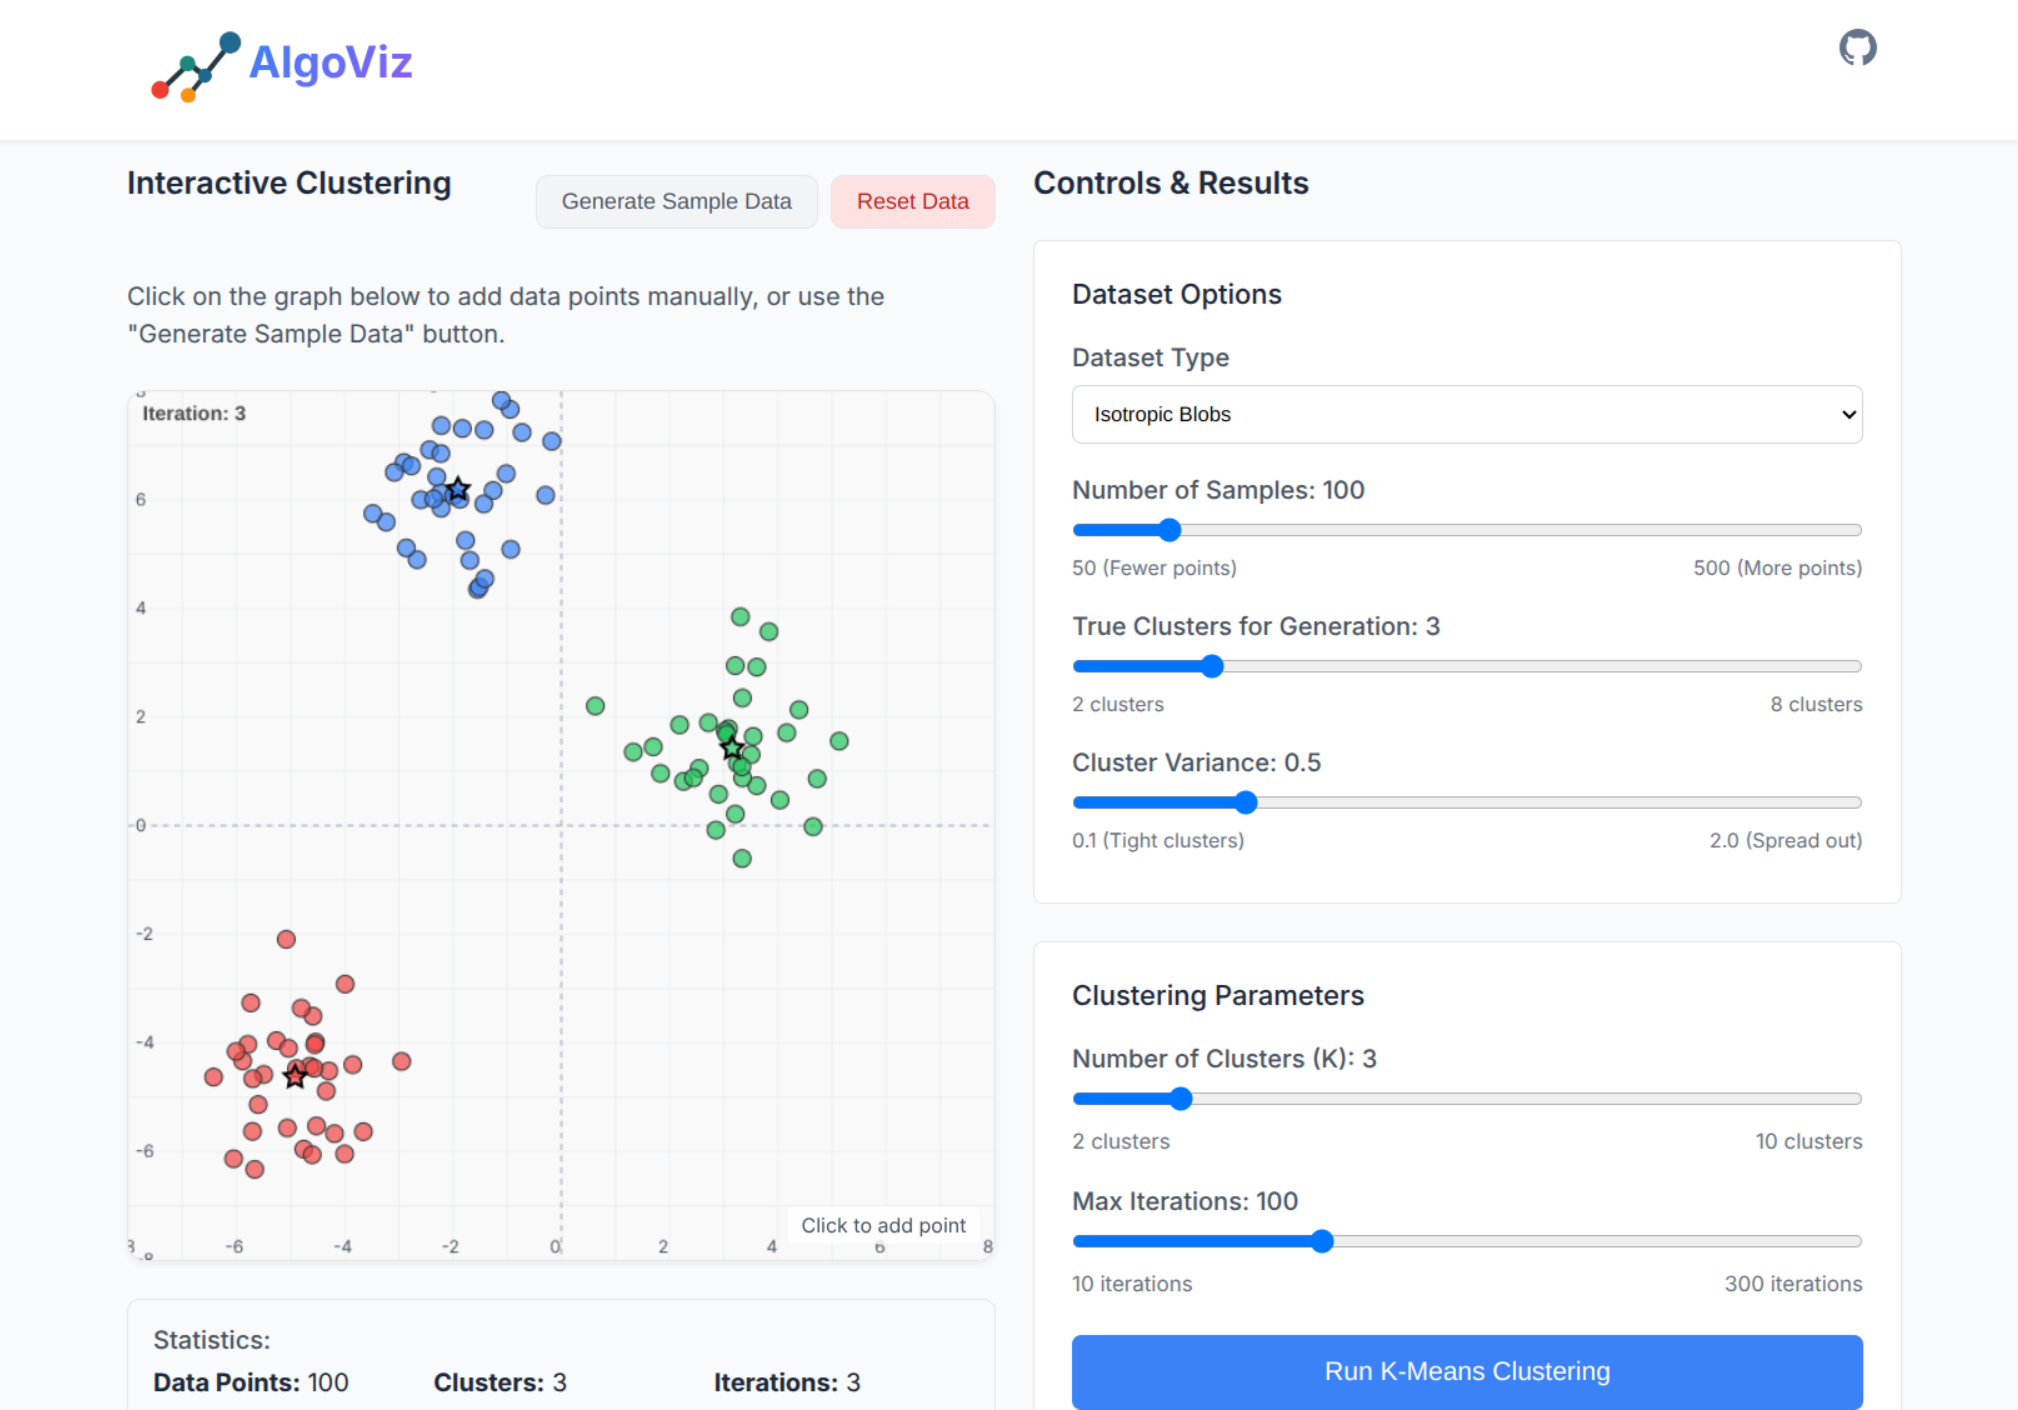 AlgoViz
Interactive Clustering
Generate Sample Data
Reset Data
Click on the graph below to add data points manually, or use the
"Generate Sample Data" button.
Iteration: 3
6
4
2
0
-2
-4
-6
-6
-4
-2
0
2
4
6
8
Click to add point
Statistics:
Data Points: 100
Clusters: 3
Iterations: 3
Controls & Results
Dataset Options
Dataset Type
Isotropic Blobs
Number of Samples: 100
50 (Fewer points)
500 (More points)
True Clusters for Generation: 3
2 clusters
8 clusters
Cluster Variance: 0.5
0.1 (Tight clusters)
2.0 (Spread out)
Clustering Parameters
Number of Clusters (K): 3
2 clusters
10 clusters
Max Iterations: 100
10 iterations
300 iterations
Run K-Means Clustering